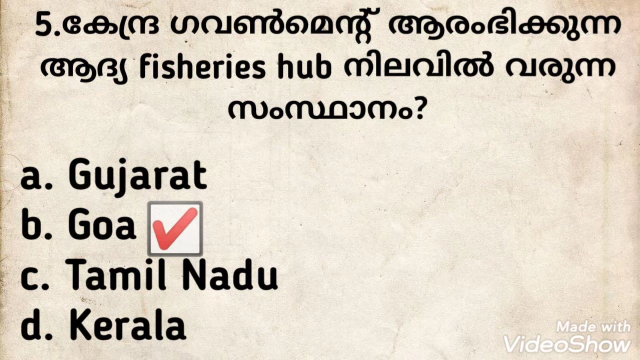 5.കേന്ദ്ര ഗവൺമെന്റ് ആരംഭിക്കുന്ന
ആദ്യ fisheries hub നിലവിൽ വരുന്ന
സംസ്ഥാനം?
a. Gujarat
b. Goa
c. Tamil Nadu
d. Kerala
Made with
VideoShow